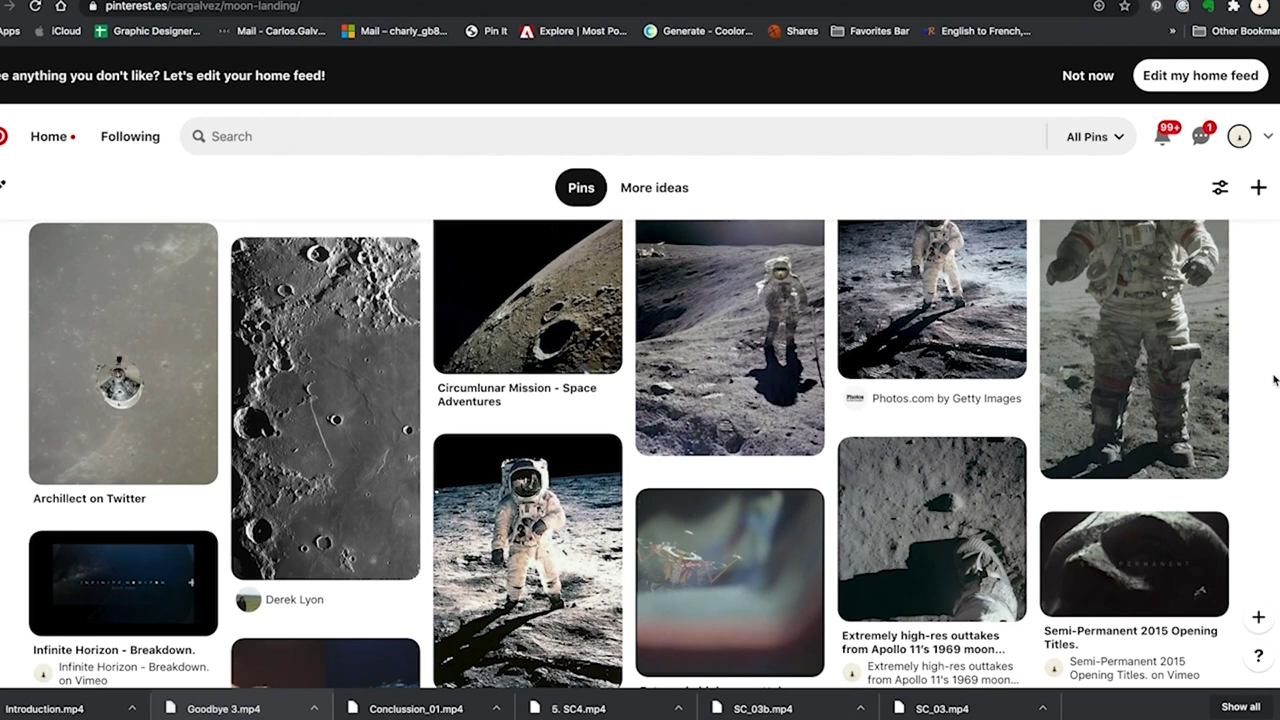 pinterest.es/cargalvez/moon-landing/
Apps
iCloud
Graphic Designer...
Mail - Carlos.Galv...
Mail – charly_gb8...
Pin It
Explore | Most Po...
Generate - Coolor...
Shares
Favorites Bar
English to French,...
»
Other Bookmar
e anything you don't like? Let's edit your home feed!
Not now
Edit my home feed
Home
Following
Search
All Pins
99+
1
Pins
More ideas
Archillect on Twitter
INFINITE HORIZON
Infinite Horizon - Breakdown.
Infinite Horizon - Breakdown.
on Vimeo
Derek Lyon
Circumlunar Mission - Space
Adventures
Photos
Photos.com by Getty Images
Extremely high-res outtakes
from Apollo 11's 1969 moon...
Extremely high-res outtakes
from Apollo 11's 1969 moon...
SEMI-PERMANENT
Semi-Permanent 2015 Opening
Titles.
Semi-Permanent 2015
Opening Titles. on Vimeo
?
Introduction.mp4
Goodbye 3.mp4
Conclussion_01.mp4
5. SC4.mp4
SC_03b.mp4
SC_03.mp4
Show all